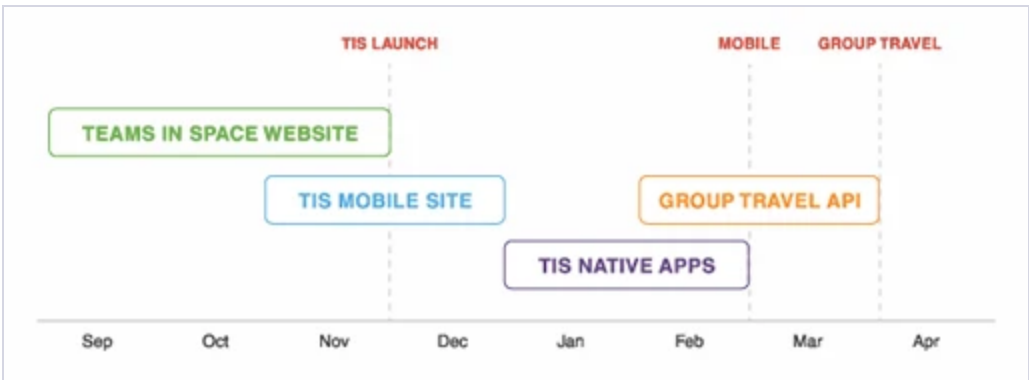 TIS LAUNCH
MOBILE
GROUP TRAVEL
TEAMS IN SPACE WEBSITE
TIS MOBILE SITE
GROUP TRAVEL API
TIS NATIVE APPS
Sep Oct Nov Dec Jan Feb Mar Apr